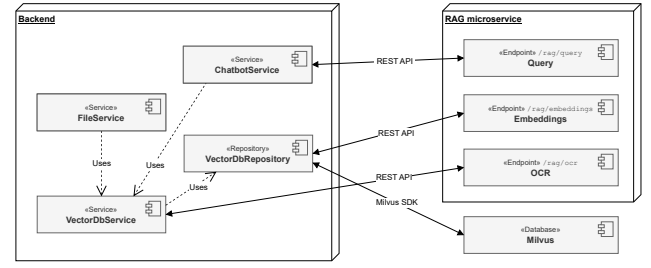 Backend
RAG microservice
«Service»
ChatbotService
REST API
«Endpoint» /rag/query
Query
«Service»
FileService
«Endpoint» /rag/embeddings
Embeddings
REST API
«Repository»
VectorDbRepository
Uses
Uses
«Endpoint» /rag/ocr
OCR
REST API
Uses
«Service»
VectorDbService
Milvus SDK
«Database»
Milvus